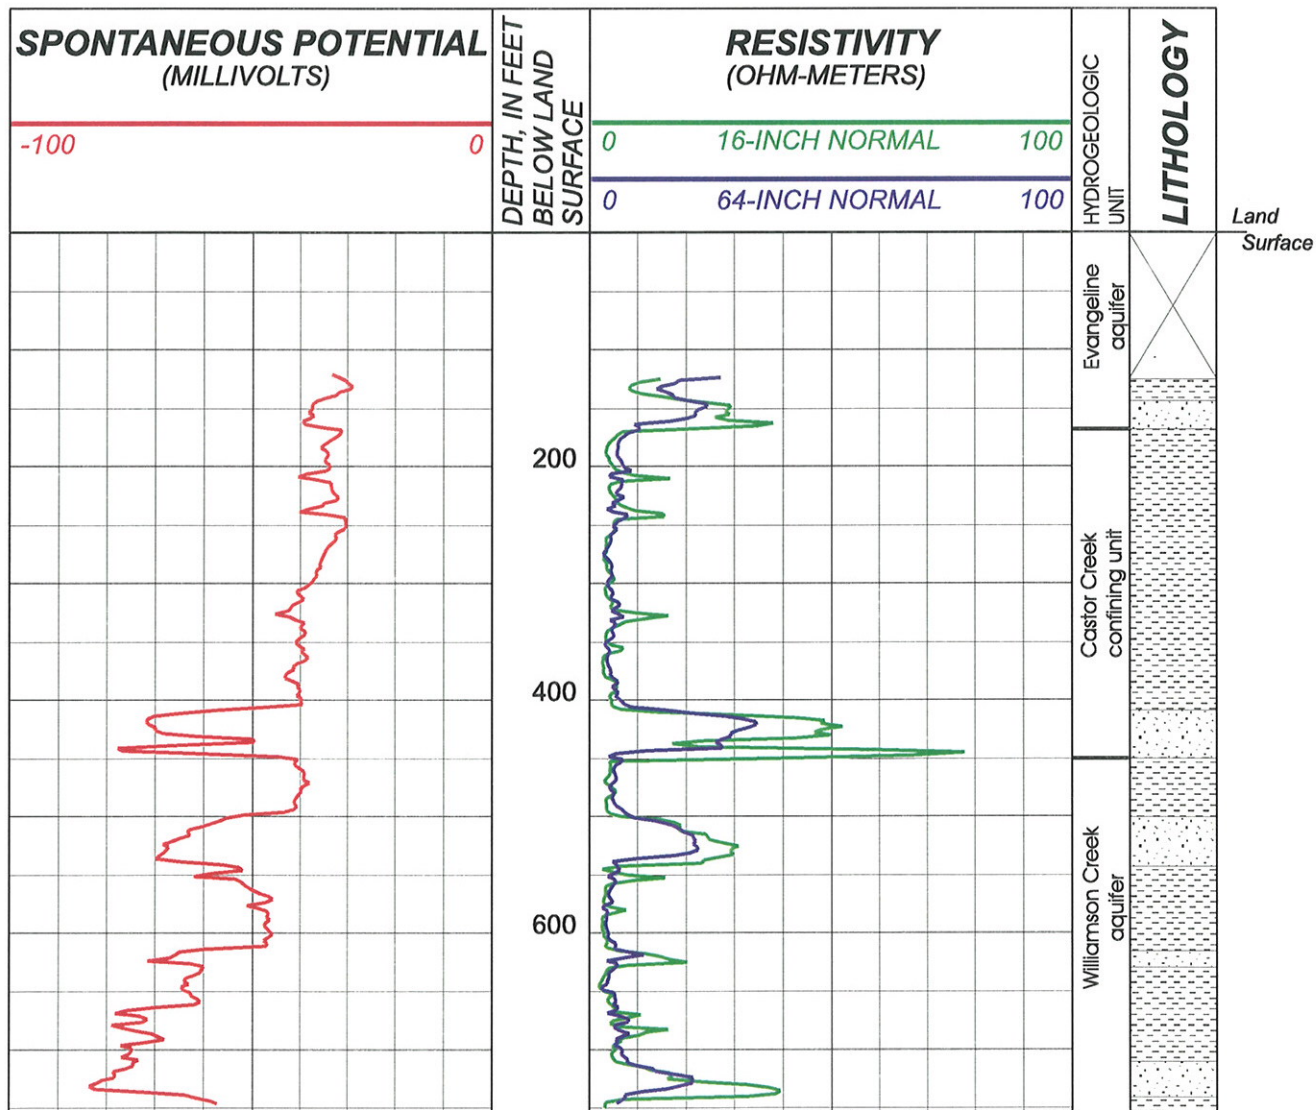 SPONTANEOUS POTENTIAL
(MILLIVOLTS)
-100 0
DEPTH, IN FEET
BELOW LAND
SURFACE
RESISTIVITY
(OHM-METERS)
0 16-INCH NORMAL 100
0 64-INCH NORMAL 100
HYDROGEOLOGIC
UNIT
LITHOLOGY
Land
Surface
Evangeline
aquifer
200
Castor Creek
confining unit
400
Williamson Creek
aquifer
600